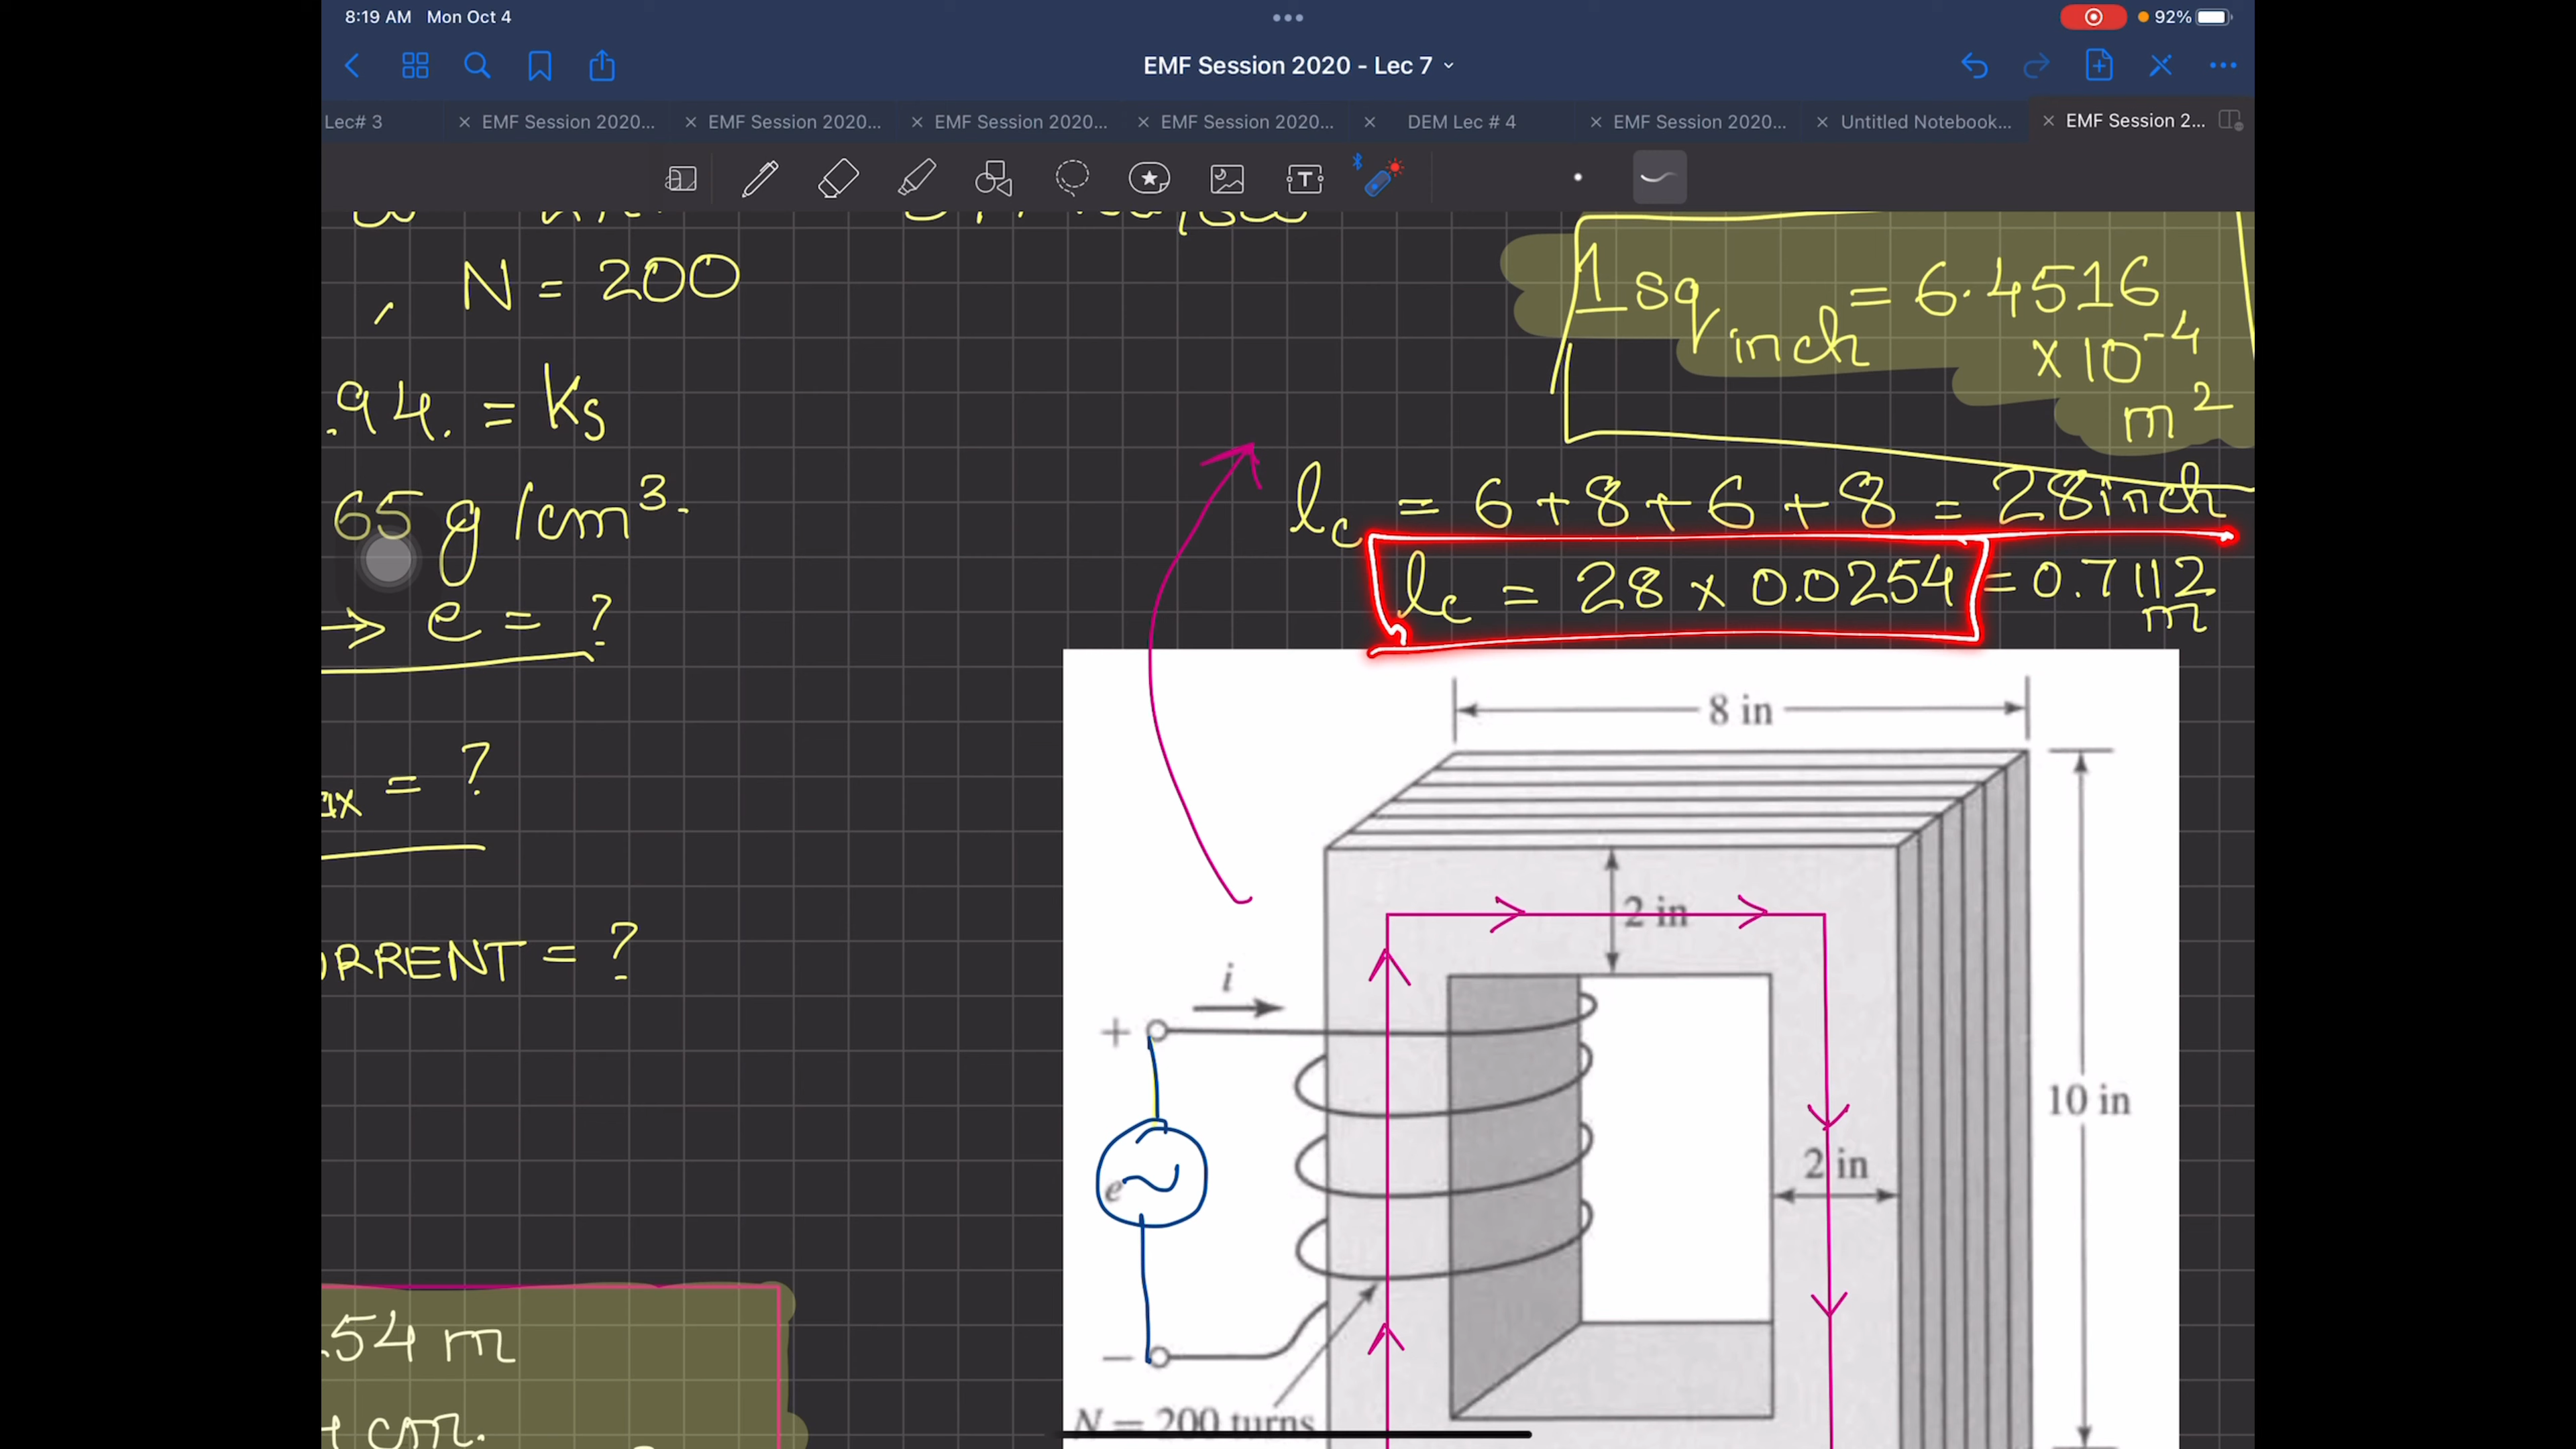 8:19 AM Mon Oct 4
92%
EMF Session 2020 - Lec 7
Lec# 3
EMF Session 2020...
EMF Session 2020...
EMF Session 2020...
EMF Session 2020...
DEM Lec # 4
EMF Session 2020...
Untitled Notebook...
EMF Session 2...
, N = 200
.94. = Ks
65 g/cm³.
→ e = ?
ax = ?
ORRENT = ?
.54 m
cm.
1 sq inch = 6.4516
× 10⁻⁴
m²
lc = 6 + 8 + 6 + 8 = 28 inch
lc = 28 × 0.0254 = 0.7112
m
8 in
2 in
i
+
10 in
2 in
e
−
N = 200 turns